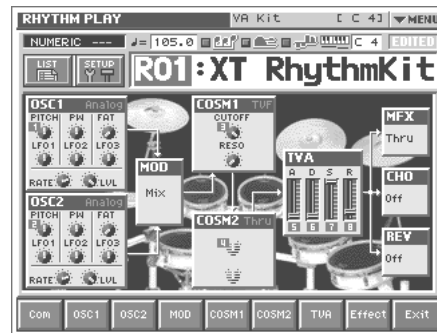 RHYTHM PLAY VA Kit [ C 4] ▼MENU
NUMERIC --- ♩= 105.0 C 4 EDITED
LIST SETUP R01:XT RhythmKit
OSC1 Analog
PITCH PW FAT
1
LFO1 LFO2 LFO3
RATE LVL
OSC2 Analog
PITCH PW FAT
2
LFO1 LFO2 LFO3
RATE LVL
MOD
Mix
COSM1 TVF
CUTOFF
3
RESO
COSM2 Thru
4
TVA
A D S R
5 6 7 8
MFX
Thru
CHO
Off
REV
Off
Com OSC1 OSC2 MOD COSM1 COSM2 TVA Effect Exit